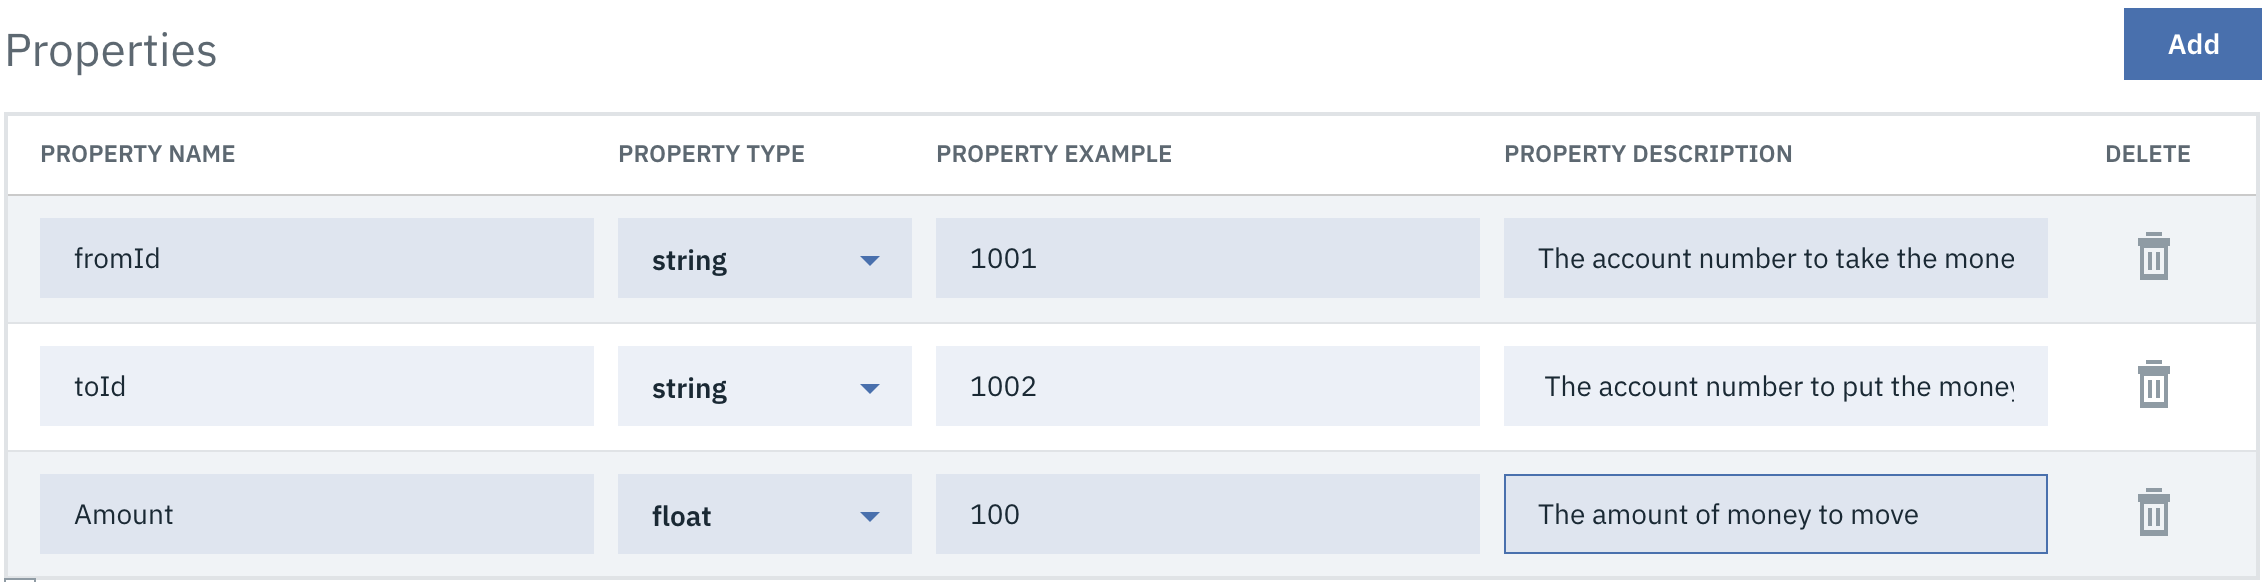 Properties
Add
PROPERTY NAME PROPERTY TYPE PROPERTY EXAMPLE PROPERTY DESCRIPTION DELETE
fromId string 1001 The account number to take the mone
toId string 1002 The account number to put the money
Amount float 100 The amount of money to move